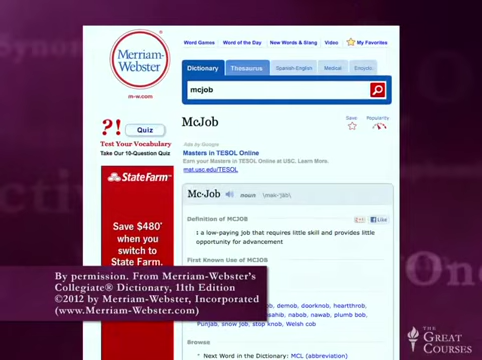 Merriam-
Webster
m-w.com
Word Games
Word of the Day
New Words & Slang
Video
My Favorites
Dictionary
Thesaurus
Spanish-English
Medical
mcjob
?! Quiz
Test Your Vocabulary
Take Our 10-Question Quiz
McJob
Save
Popularity
Ads by Google
Masters in TESOL Online
Earn your Masters in TESOL Online at USC. Learn More.
mat.usc.edu/TESOL
State Farm
Save $480*
when you
switch to
State Farm.
Mc·Job
noun
Definition of MCJOB
Like
: a low-paying job that requires little skill and provides little
opportunity for advancement
First Known Use of MCJOB
demob, doorknob, heartthrob,
nabob, nawab, plumb bob,
Punjab, snow job, stop knob, Welsh cob
Browse
Next Word in the Dictionary: MCL (abbreviation)
By permission. From Merriam-Webster's
Collegiate® Dictionary, 11th Edition
©2012 by Merriam-Webster, Incorporated
(www.Merriam-Webster.com)
THE
GREAT
COURSES